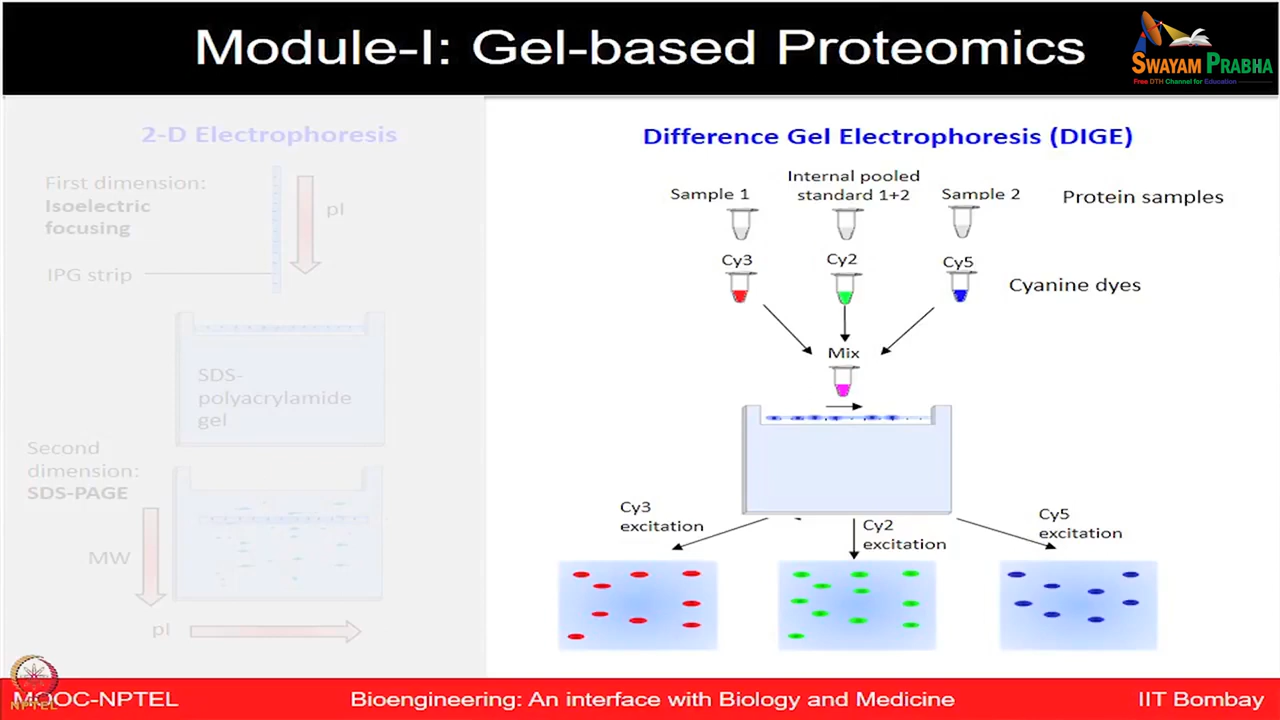 Module-I: Gel-based Proteomics
SWAYAM PRABHA
Free DTH Channel for Education
2-D Electrophoresis
First dimension:
Isoelectric
focusing
pI
IPG strip
SDS-
polyacrylamide
gel
Second
dimension:
SDS-PAGE
MW
pI
Difference Gel Electrophoresis (DIGE)
Sample 1
Internal pooled
standard 1+2
Sample 2
Protein samples
Cy3
Cy2
Cy5
Cyanine dyes
Mix
Cy3
excitation
Cy2
excitation
Cy5
excitation
NPTEL
MOOC-NPTEL
Bioengineering: An interface with Biology and Medicine
IIT Bombay